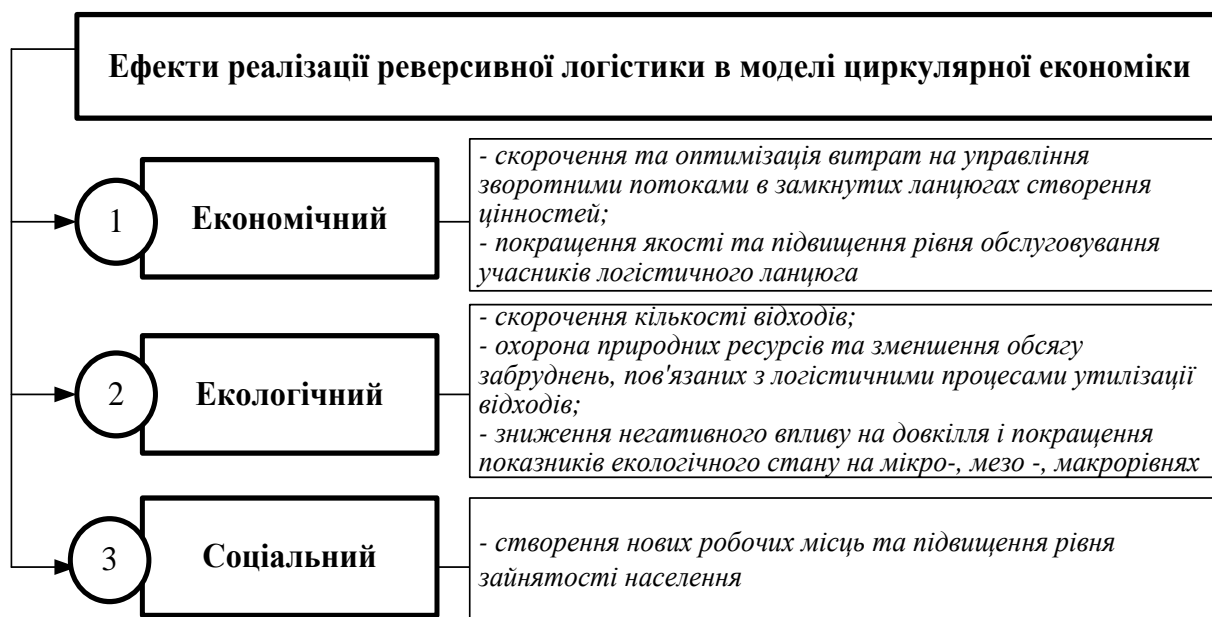 Ефекти реалізації реверсивної логістики в моделі циркулярної економіки
1
Економічний
- скорочення та оптимізація витрат на управління
зворотними потоками в замкнутих ланцюгах створення
цінностей;
- покращення якості та підвищення рівня обслуговування
учасників логістичного ланцюга
2
Екологічний
- скорочення кількості відходів;
- охорона природних ресурсів та зменшення обсягу
забруднень, пов'язаних з логістичними процесами утилізації
відходів;
- зниження негативного впливу на довкілля і покращення
показників екологічного стану на мікро-, мезо -, макрорівнях
3
Соціальний
- створення нових робочих місць та підвищення рівня
зайнятості населення